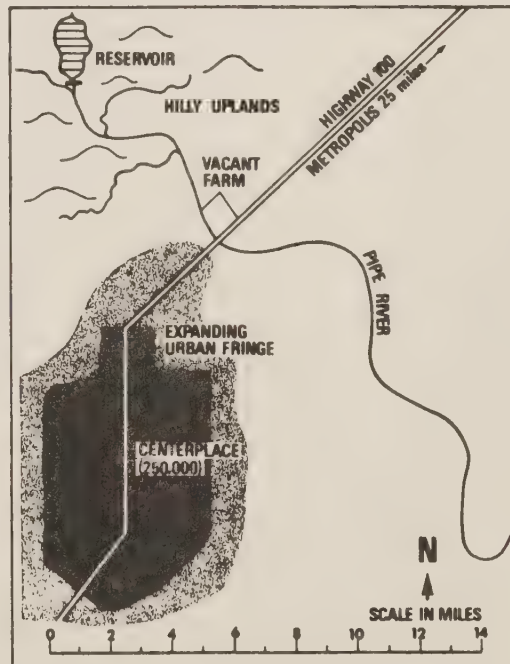 RESERVOIR
HILLY UPLANDS
HIGHWAY 100
METROPOLIS 25 miles
VACANT
FARM
PIPE RIVER
EXPANDING
URBAN FRINGE
CENTERPLACE
(250,000)
N
SCALE IN MILES
0 2 4 6 8 10 12 14